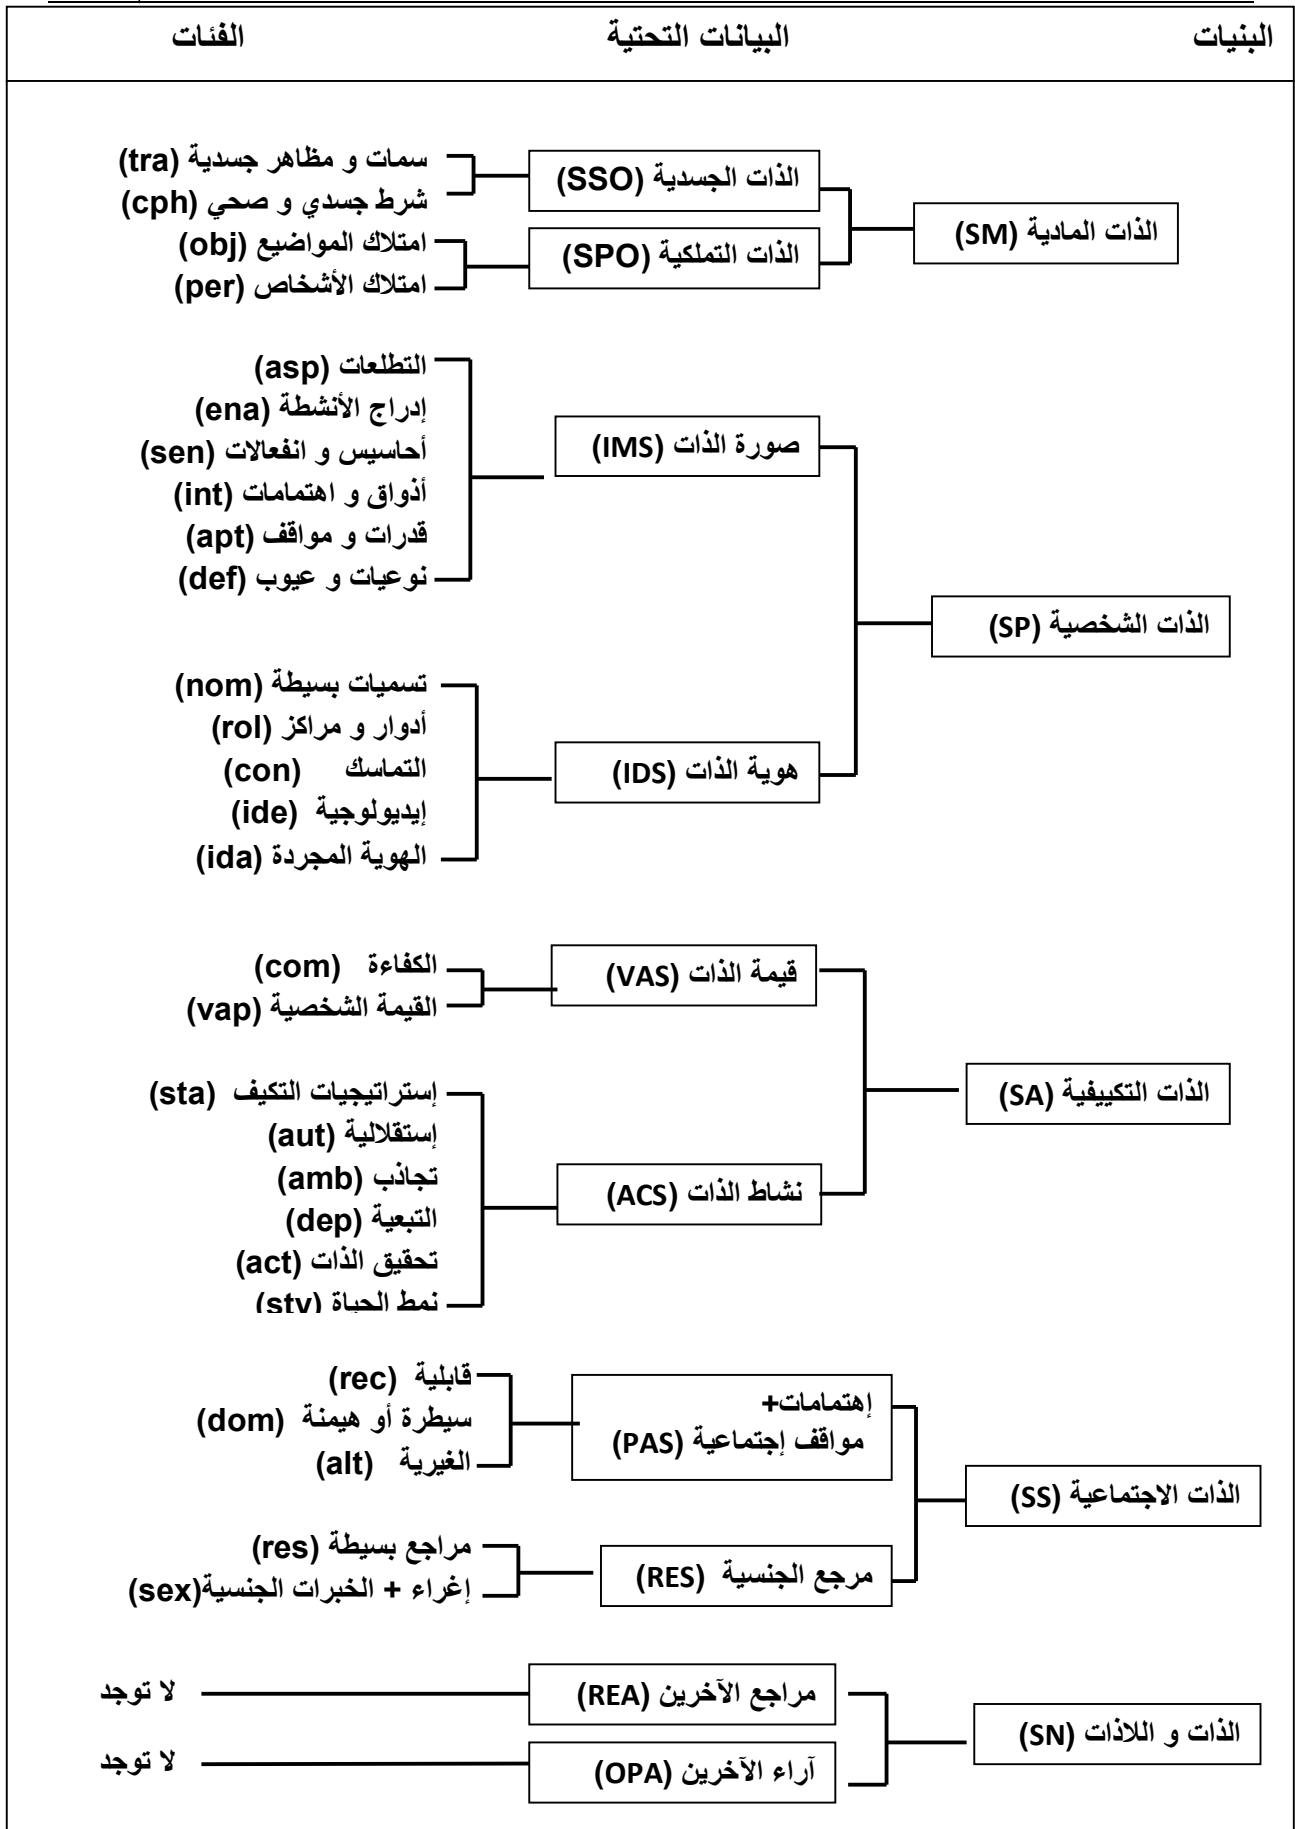 البنيات البيانات التحتية الفئات
سمات و مظاهر جسدية (tra)
الذات الجسدية (SSO)
شرط جسدي و صحي (cph)
الذات المادية (SM)
امتلاك المواضيع (obj)
الذات التملكية (SPO)
امتلاك الأشخاص (per)
التطلعات (asp)
إدراج الأنشطة (ena)
صورة الذات (IMS)
أحاسيس و انفعالات (sen)
أذواق و اهتمامات (int)
قدرات و مواقف (apt)
نوعيات و عيوب (def)
الذات الشخصية (SP)
تسميات بسيطة (nom)
أدوار و مراكز (rol)
هوية الذات (IDS)
التماسك (con)
إيديولوجية (ide)
الهوية المجردة (ida)
قيمة الذات (VAS)
الكفاءة (com)
القيمة الشخصية (vap)
الذات التكييفية (SA)
إستراتيجيات التكيف (sta)
إستقلالية (aut)
نشاط الذات (ACS)
تجاذب (amb)
التبعية (dep)
تحقيق الذات (act)
نمط الحياة (stv)
قابلية (rec)
إهتمامات+
مواقف إجتماعية (PAS)
سيطرة أو هيمنة (dom)
الغيرية (alt)
الذات الاجتماعية (SS)
مراجع بسيطة (res)
مرجع الجنسية (RES)
إغراء + الخبرات الجنسية(sex)
مراجع الآخرين (REA)
لا توجد
الذات و اللاذات (SN)
آراء الآخرين (OPA)
لا توجد